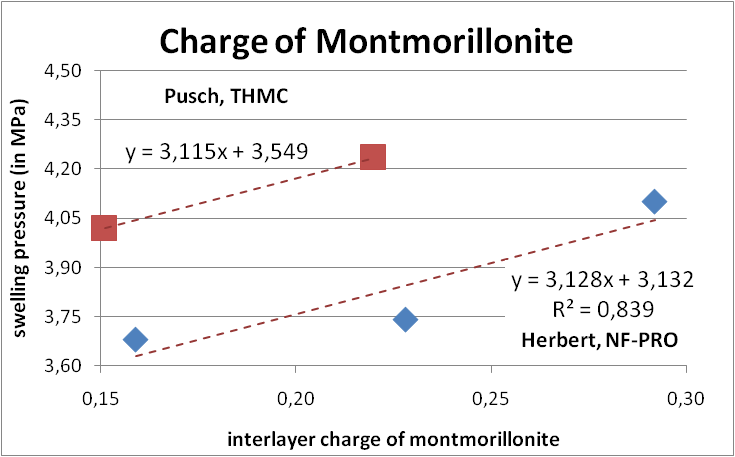 Charge of Montmorillonite
4,50
4,35
4,20
4,05
3,90
3,75
3,60
swelling pressure (in MPa)
Pusch, THMC
y = 3,115x + 3,549
y = 3,128x + 3,132
R² = 0,839
Herbert, NF-PRO
0,15
0,20
0,25
0,30
interlayer charge of montmorillonite